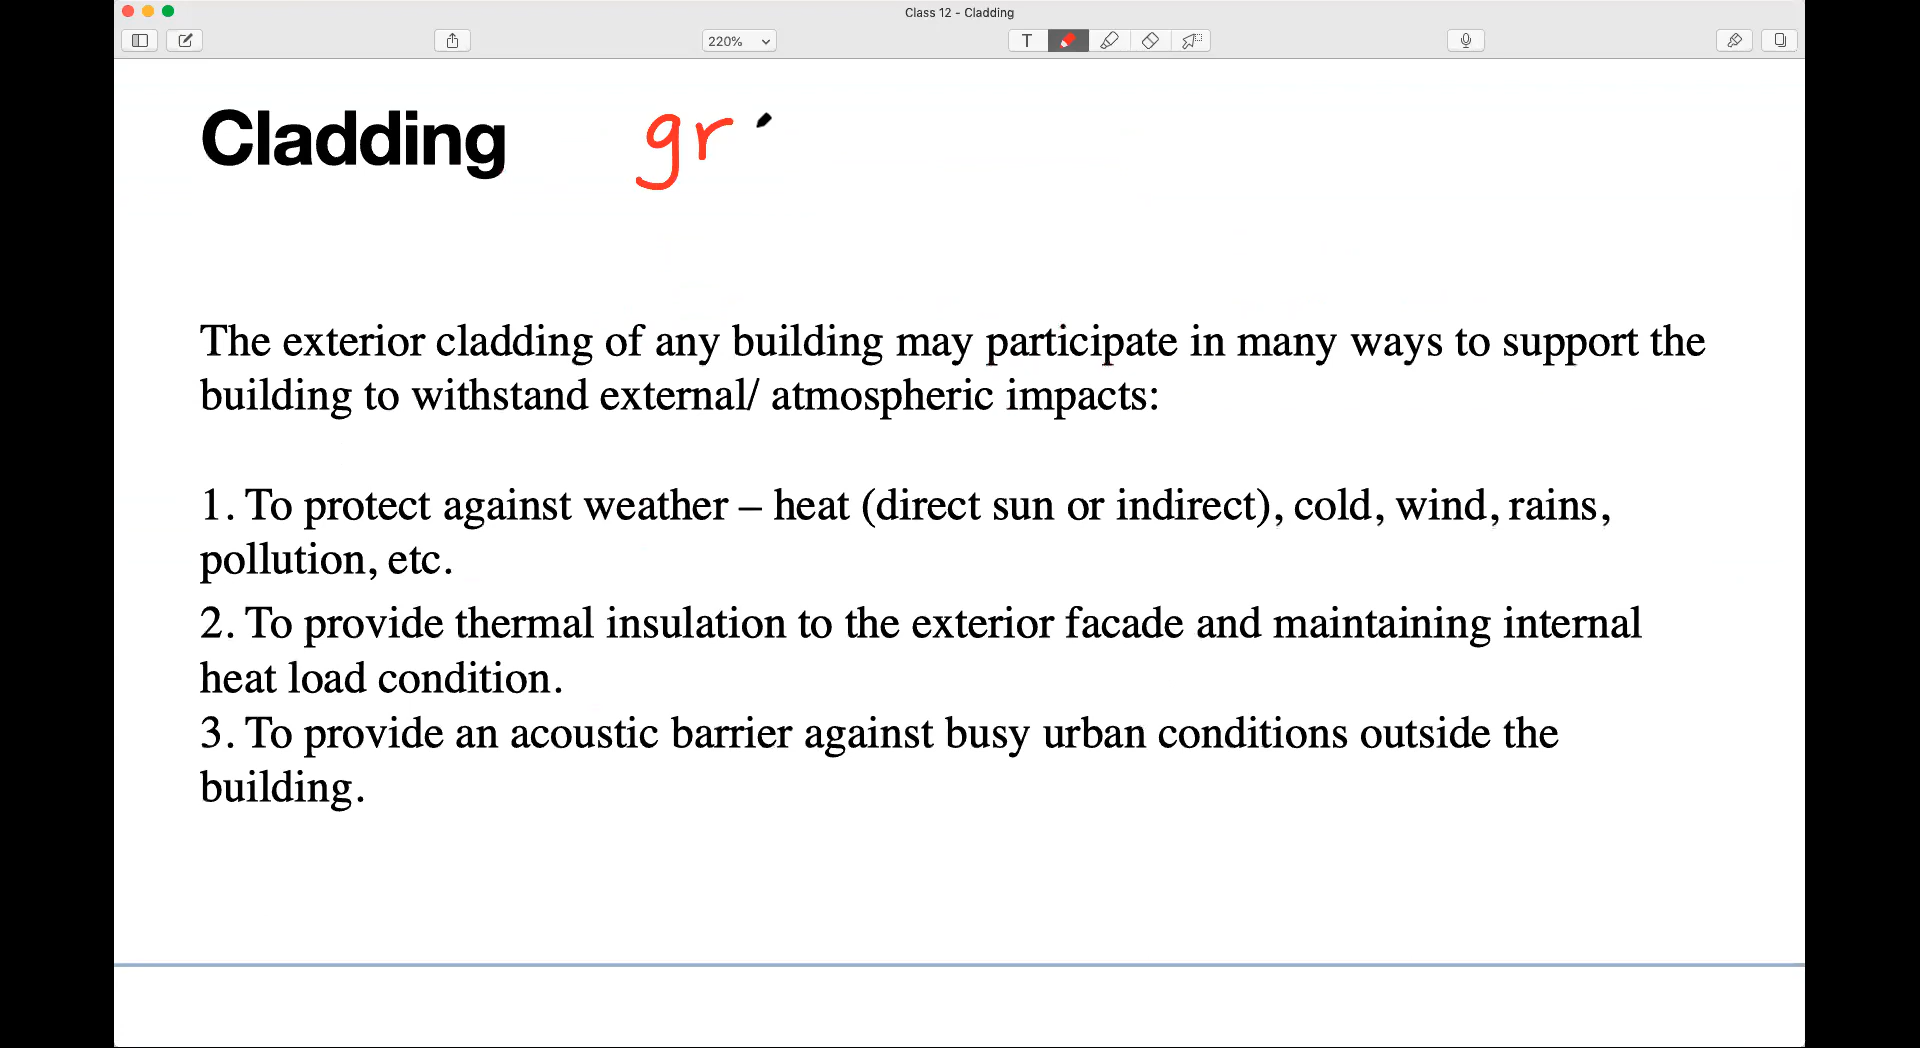 Class 12 - Cladding
220%
T
Cladding gr
The exterior cladding of any building may participate in many ways to support the
building to withstand external/ atmospheric impacts:
1. To protect against weather – heat (direct sun or indirect), cold, wind, rains,
pollution, etc.
2. To provide thermal insulation to the exterior facade and maintaining internal
heat load condition.
3. To provide an acoustic barrier against busy urban conditions outside the
building.